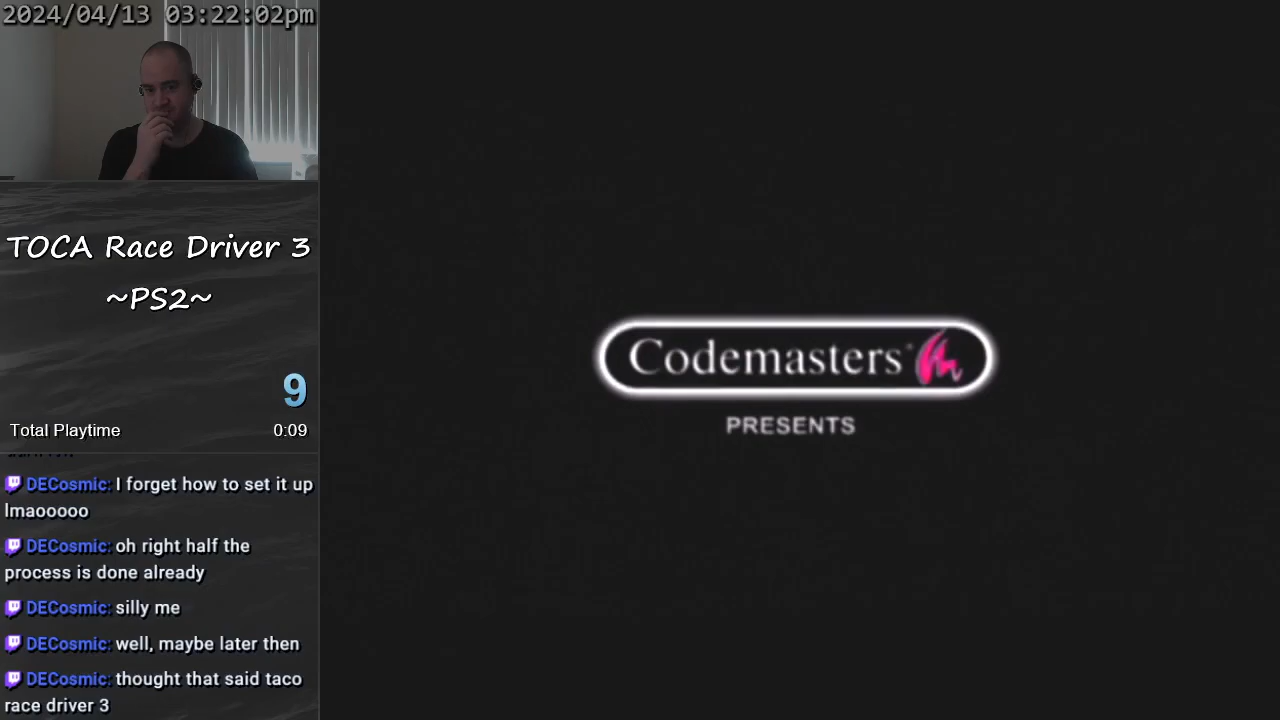 2024/04/13 03:22:02pm
TOCA Race Driver 3
~PS2~
9
Total Playtime 0:09
DECosmic: I forget how to set it up
lmaooooo
DECosmic: oh right half the
process is done already
DECosmic: silly me
DECosmic: well, maybe later then
DECosmic: thought that said taco
race driver 3
Codemasters
PRESENTS